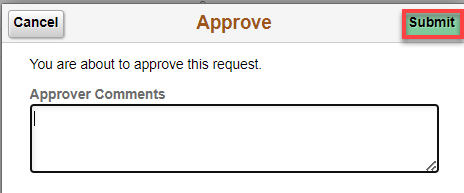 Cancel Approve Submit
You are about to approve this request.
Approver Comments